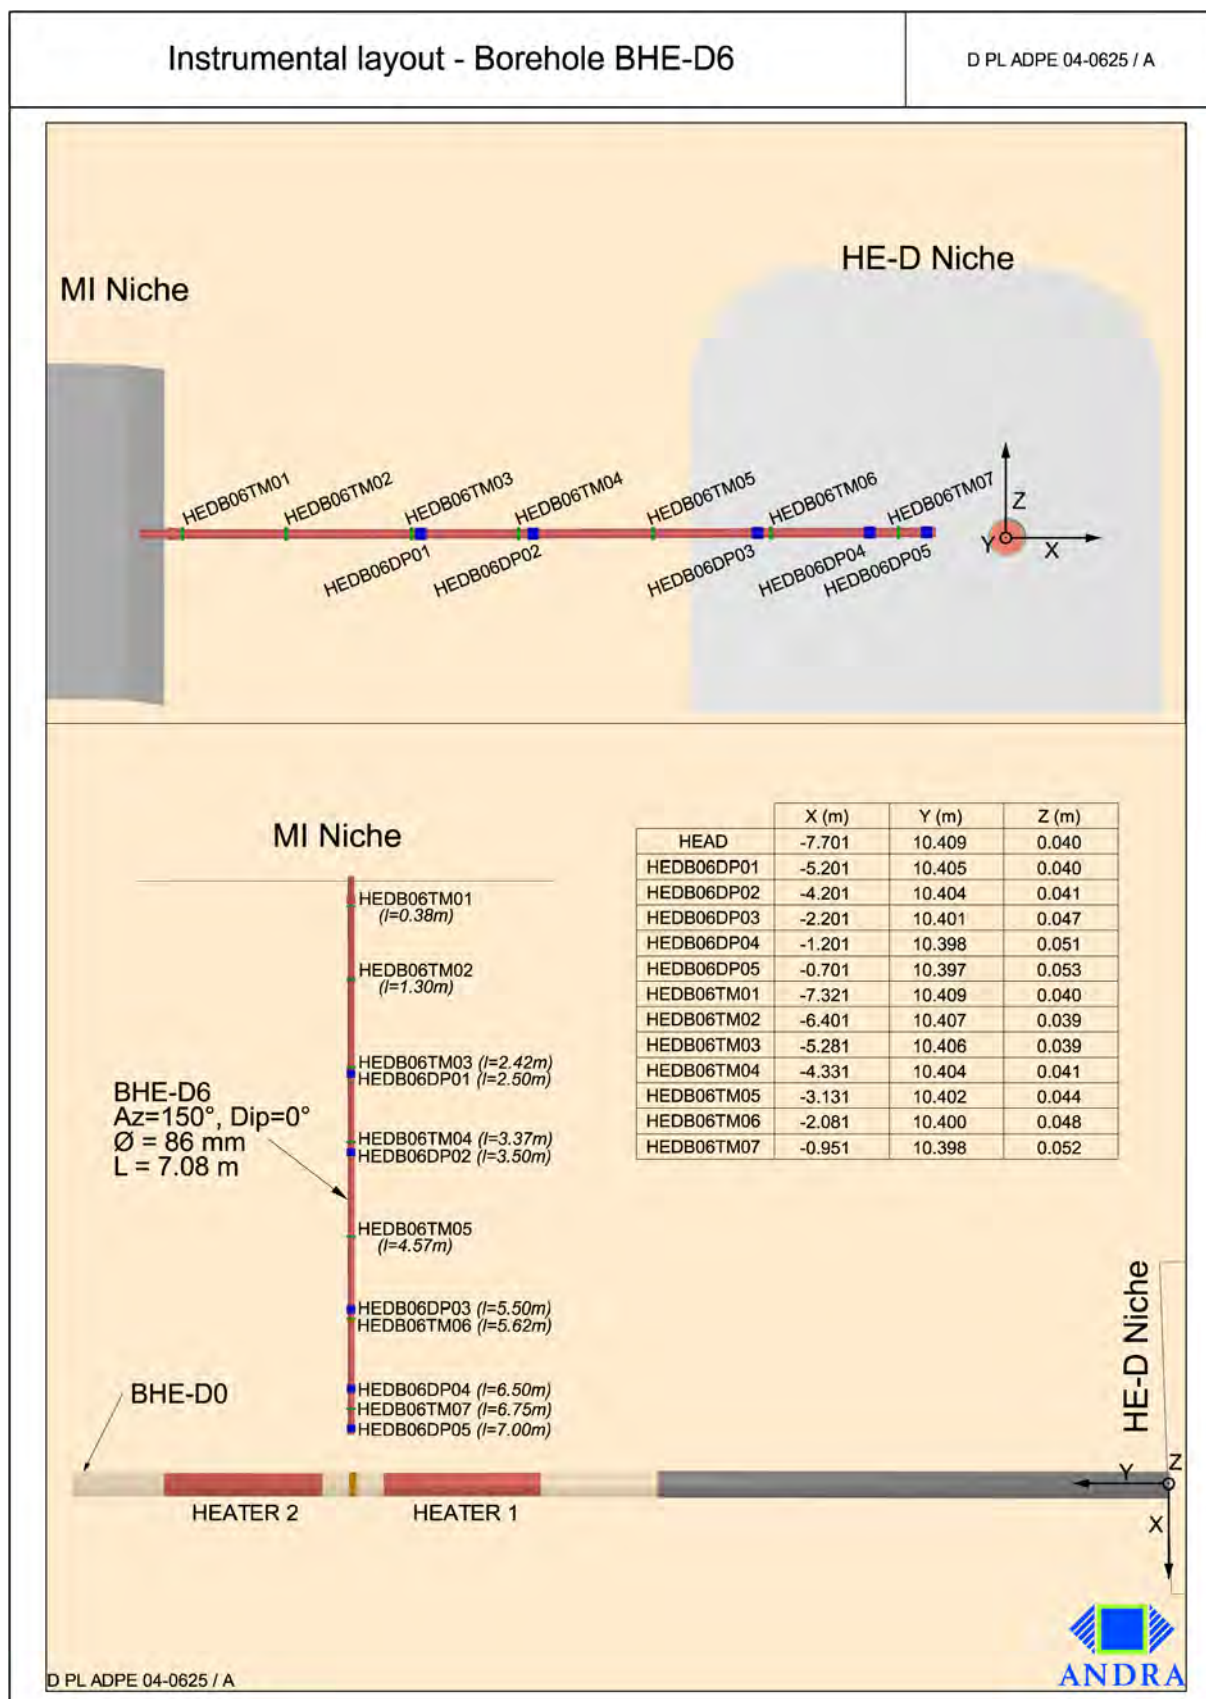 Instrumental layout - Borehole BHE-D6
D PL ADPE 04-0625 / A
HE-D Niche
MI Niche
HEDB06TM01
HEDB06TM02
HEDB06TM03
HEDB06TM04
HEDB06TM05
HEDB06TM06
HEDB06TM07
Z
Y
X
HEDB06DP01
HEDB06DP02
HEDB06DP03
HEDB06DP04
HEDB06DP05
MI Niche
X (m) Y (m) Z (m)
HEAD -7.701 10.409 0.040
HEDB06DP01 -5.201 10.405 0.040
HEDB06DP02 -4.201 10.404 0.041
HEDB06DP03 -2.201 10.401 0.047
HEDB06DP04 -1.201 10.398 0.051
HEDB06DP05 -0.701 10.397 0.053
HEDB06TM01 -7.321 10.409 0.040
HEDB06TM02 -6.401 10.407 0.039
HEDB06TM03 -5.281 10.406 0.039
HEDB06TM04 -4.331 10.404 0.041
HEDB06TM05 -3.131 10.402 0.044
HEDB06TM06 -2.081 10.400 0.048
HEDB06TM07 -0.951 10.398 0.052
HEDB06TM01
(l=0.38m)
HEDB06TM02
(l=1.30m)
HEDB06TM03 (l=2.42m)
HEDB06DP01 (l=2.50m)
BHE-D6
Az=150°, Dip=0°
Ø = 86 mm
L = 7.08 m
HEDB06TM04 (l=3.37m)
HEDB06DP02 (l=3.50m)
HEDB06TM05
(l=4.57m)
HEDB06DP03 (l=5.50m)
HEDB06TM06 (l=5.62m)
HEDB06DP04 (l=6.50m)
HEDB06TM07 (l=6.75m)
HEDB06DP05 (l=7.00m)
BHE-D0
HE-D Niche
HEATER 2
HEATER 1
Y
Z
X
ANDRA
D PL ADPE 04-0625 / A